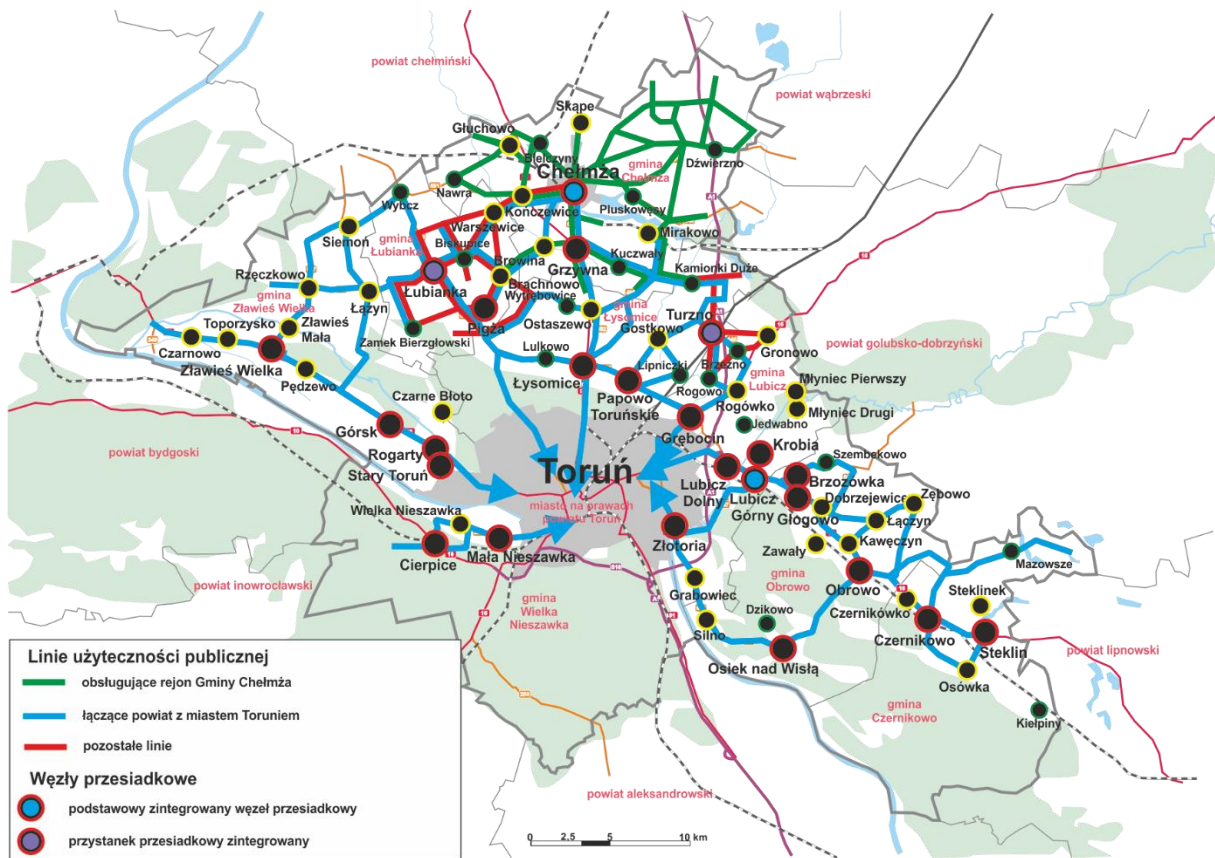 powiat chełmiński
powiat wąbrzeski
Skąpe
Głuchowo
Bielczyny
Chełmża
gmina
Chełmża
Dźwierzno
Nawra
Wybcz
Kończewice
Pluskowęsy
Warszewice
Mirakowo
Siemoń
gmina
Łubianka
Biskupice
Browina
Grzywna
Kuczwały
Kamionki Duże
Rzęczkowo
gmina
Zławieś Wielka
Łążyn
Łubianka
Brachnowo
Wytrębowice
gmina
Łysomice
Turzno
Pigża
Ostaszewo
Gostkowo
Toporzysko
Zławieś
Mała
Zamek Bierzgłowski
Lulkowo
Lipniczki
Brzeźno
Gronowo
powiat golubsko-dobrzyński
Czarnowo
Zławieś Wielka
Pędzewo
Łysomice
Papowo
Toruńskie
Rogowo
gmina
Lubicz
Rogówko
Młyniec Pierwszy
Młyniec Drugi
Czarne Błoto
Górsk
Grębocin
Jedwabno
Krobia
powiat bydgoski
Rogarty
Stary Toruń
Toruń
miasto na prawach
powiatu Toruń
Lubicz
Dolny
Lubicz
Górny
Szembekowo
Brzozówka
Dobrzejewice
Głogowo
Zębowo
Łączyn
Wielka Nieszawka
Cierpice
Mała Nieszawka
Złotoria
Zawały
Kawęczyn
Mazowsze
powiat inowrocławski
gmina
Wielka
Nieszawka
Grabowiec
gmina
Obrowo
Obrowo
Czernikówko
Steklinek
Silno
Dzikowo
Czernikowo
Steklin
Osiek nad Wisłą
Osówka
powiat lipnowski
gmina
Czernikowo
Kiełpiny
powiat aleksandrowski
Linie użyteczności publicznej
obsługujące rejon Gminy Chełmża
łączące powiat z miastem Toruniem
pozostałe linie
Węzły przesiadkowe
podstawowy zintegrowany węzeł przesiadkowy
przystanek przesiadkowy zintegrowany
0 2,5 5 10 km